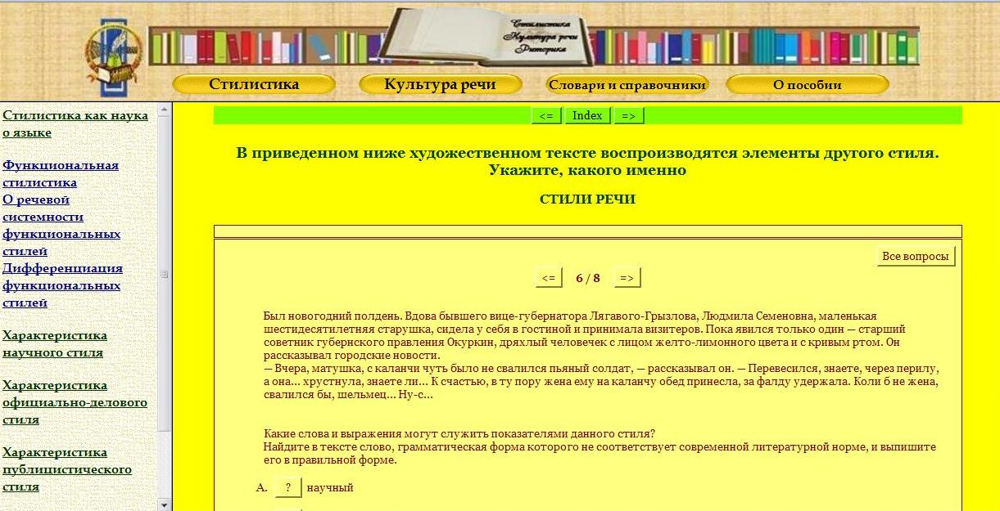 Стилистика
Культура речи
Риторика
Стилистика
Культура речи
Словари и справочники
О пособии
Стилистика как наука
о языке
Функциональная
стилистика
О речевой
системности
функциональных
стилей
Дифференциация
функциональных
стилей
Характеристика
научного стиля
Характеристика
официально-делового
стиля
Характеристика
публицистического
стиля
<= Index =>
В приведенном ниже художественном тексте воспроизводятся элементы другого стиля.
Укажите, какого именно
СТИЛИ РЕЧИ
Все вопросы
<= 6 / 8 =>
Был новогодний полдень. Вдова бывшего вице-губернатора Лягавого-Грызлова, Людмила Семеновна, маленькая
шестидесятилетняя старушка, сидела у себя в гостиной и принимала визитеров. Пока явился только один — старший
советник губернского правления Окуркин, дряхлый человечек с лицом желто-лимонного цвета и с кривым ртом. Он
рассказывал городские новости.
— Вчера, матушка, с каланчи чуть было не свалился пьяный солдат, — рассказывал он. — Перевесился, знаете, через перилу,
а она... хрустнула, знаете ли... К счастью, в ту пору жена ему на каланчу обед принесла, за фалду удержала. Коли б не жена,
свалился бы, шельмец... Ну-с...
Какие слова и выражения могут служить показателями данного стиля?
Найдите в тексте слово, грамматическая форма которого не соответствует современной литературной норме, и выпишите
его в правильной форме.
A. ? научный